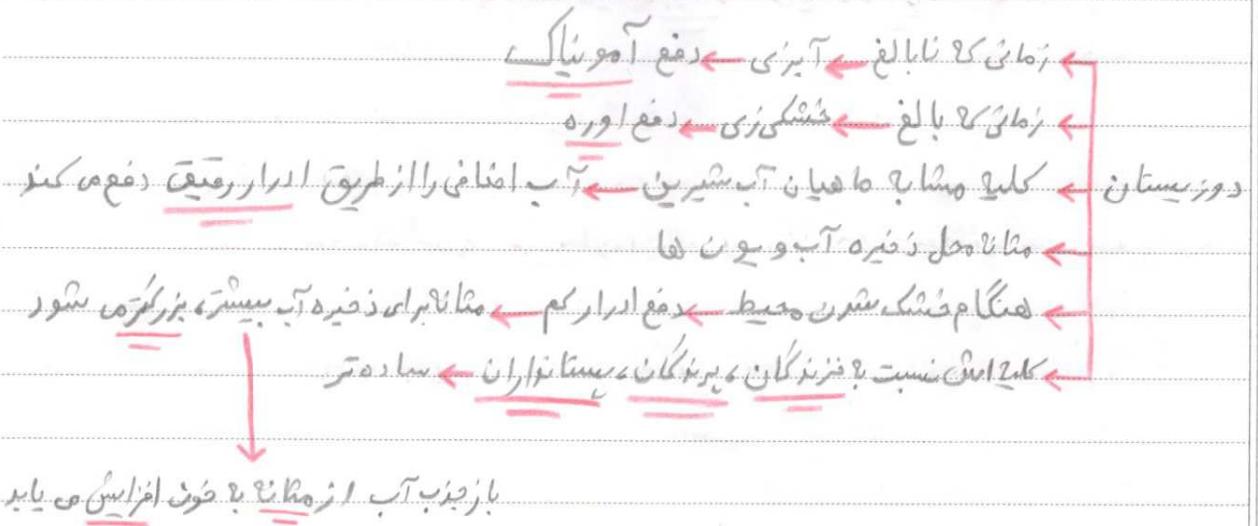 زمانی که نابالغ ← آبزی ← دفع آمونیاک
زمانی که بالغ ← خشکی زی ← دفع اوره
دوزیستان ← کلیه مشابه ماهیان آب شیرین ← آب اضافی را از طریق ادرار رقیق دفع می کند
مثانه محل ذخیره آب و یون ها
هنگام خشک شدن محیط ← دفع ادرار کم ← مثانه برای ذخیره آب بیشتر، بزرگتر می شود
کلیه اش نسبت به خزندگان، پرندگان، پستانداران ← ساده تر
بازجذب آب از مثانه به خون افزایش می یابد